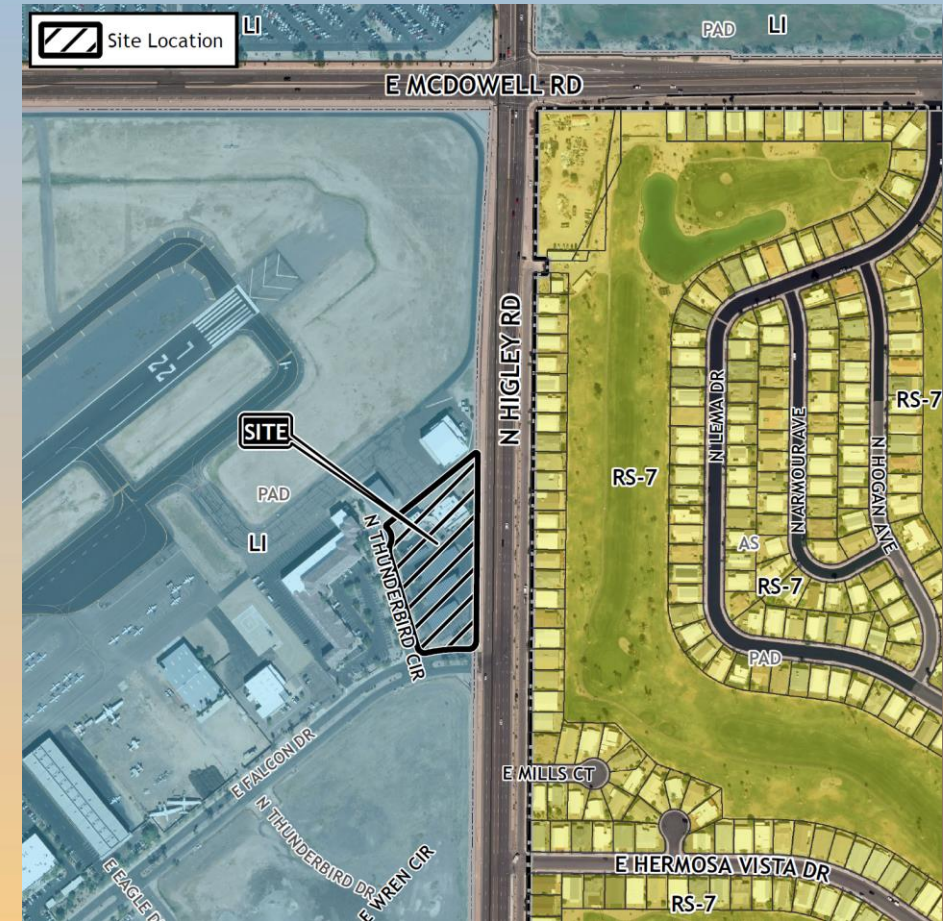 Site Location
LI
PAD
LI
E MCDOWELL RD
N HIGLEY RD
22
L
SITE
PAD
LI
N THUNDERBIRD CIR
RS-7
N LEMA DR
N ARMOUR AVE
N HOGAN AVE
RS-7
AS
RS-7
PAD
E FALCON DR
N THUNDERBIRD DR
E WREN CIR
E EAGLE D
E MILLS CT
E HERMOSA VISTA DR
RS-7